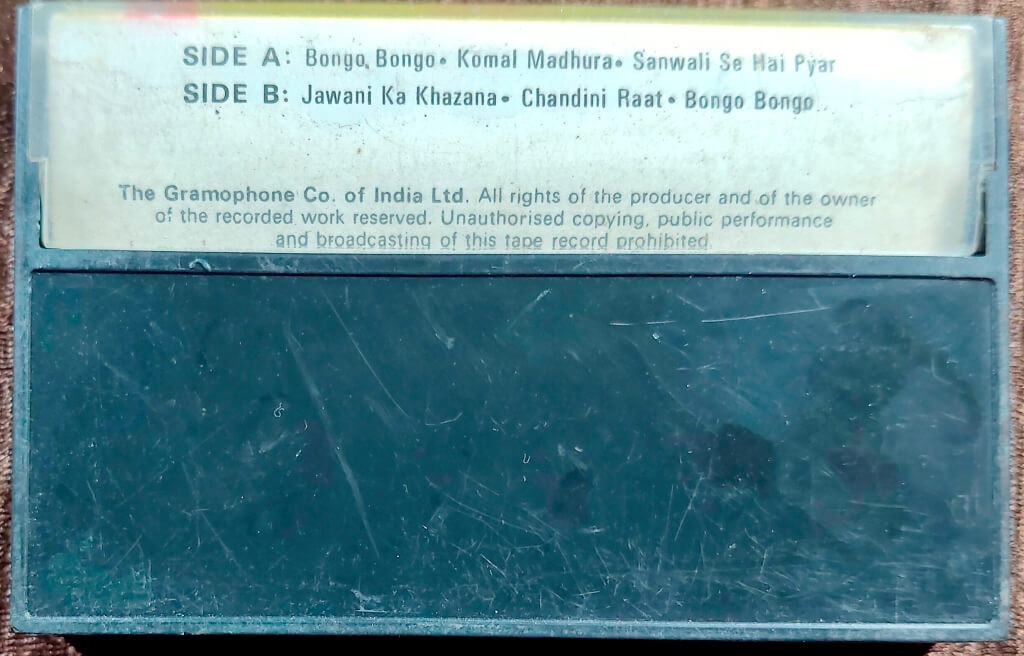 SIDE A: Bongo Bongo• Komal Madhura• Sanwali Se Hai Pyar
SIDE B: Jawani Ka Khazana• Chandini Raat• Bongo Bongo
The Gramophone Co. of India Ltd. All rights of the producer and of the owner
of the recorded work reserved. Unauthorised copying, public performance
and broadcasting of this tape record prohibited.